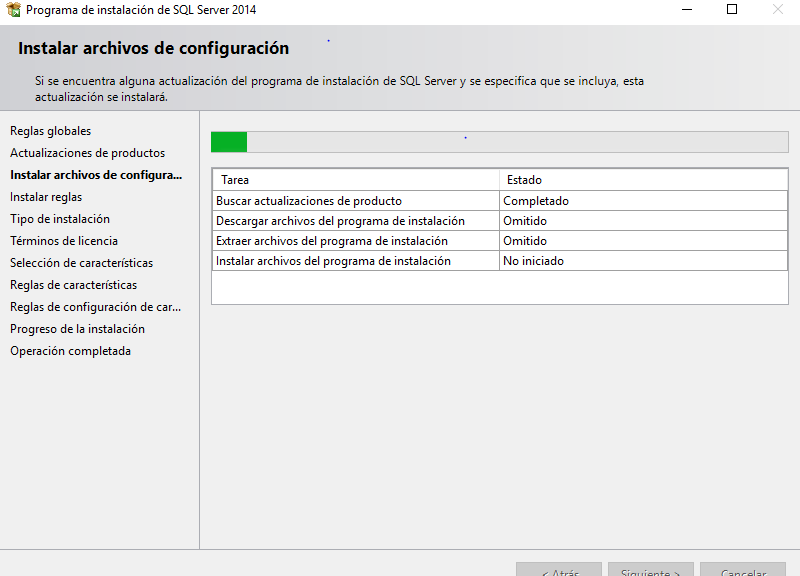 Programa de instalación de SQL Server 2014
Instalar archivos de configuración
Si se encuentra alguna actualización del programa de instalación de SQL Server y se especifica que se incluya, esta
actualización se instalará.
Reglas globales
Actualizaciones de productos
Instalar archivos de configura...
Instalar reglas
Tipo de instalación
Términos de licencia
Selección de características
Reglas de características
Reglas de configuración de car...
Progreso de la instalación
Operación completada
Tarea Estado
Buscar actualizaciones de producto Completado
Descargar archivos del programa de instalación Omitido
Extraer archivos del programa de instalación Omitido
Instalar archivos del programa de instalación No iniciado
< Atrás Siguiente > Cancelar